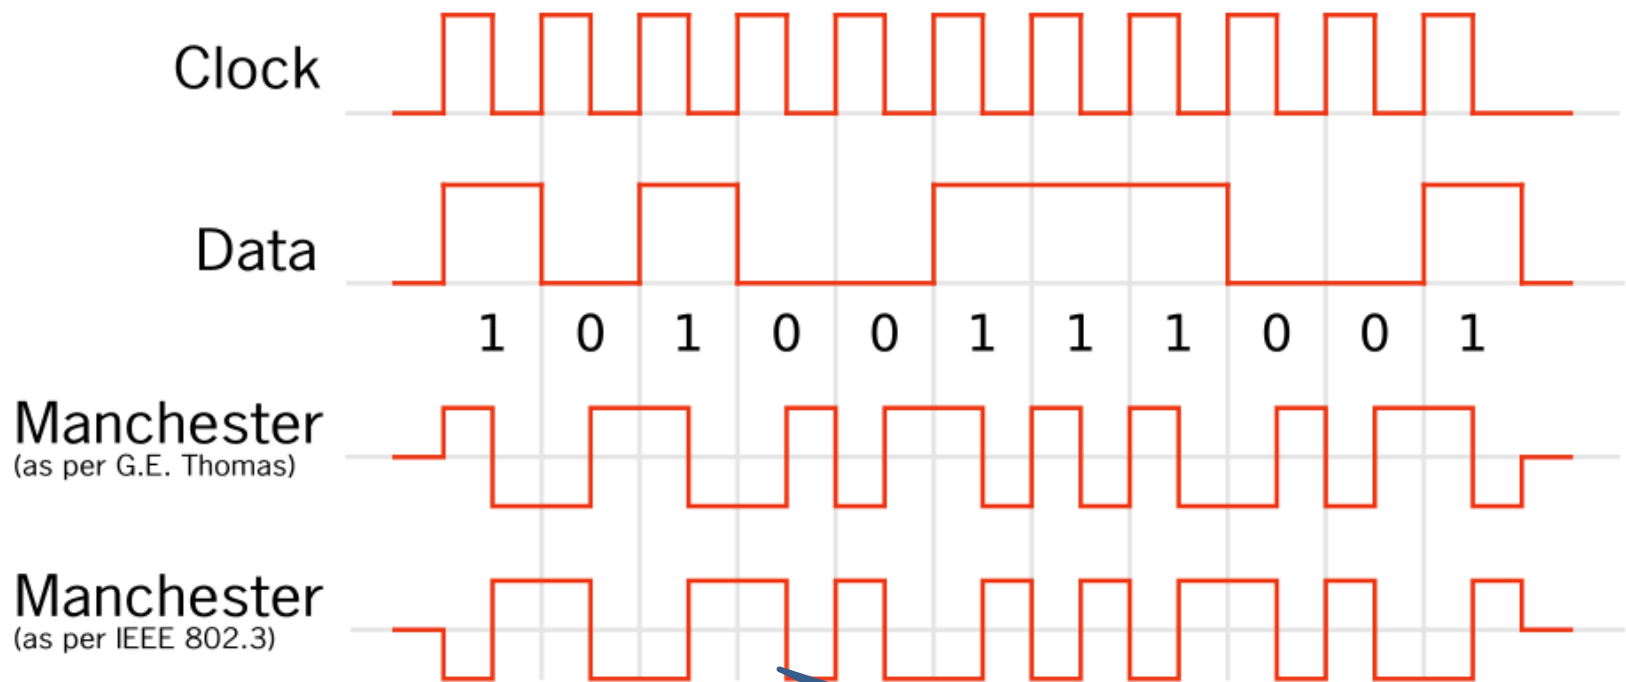 Clock
Data
1 0 1 0 0 1 1 1 0 0 1
Manchester
(as per G.E. Thomas)
Manchester
(as per IEEE 802.3)